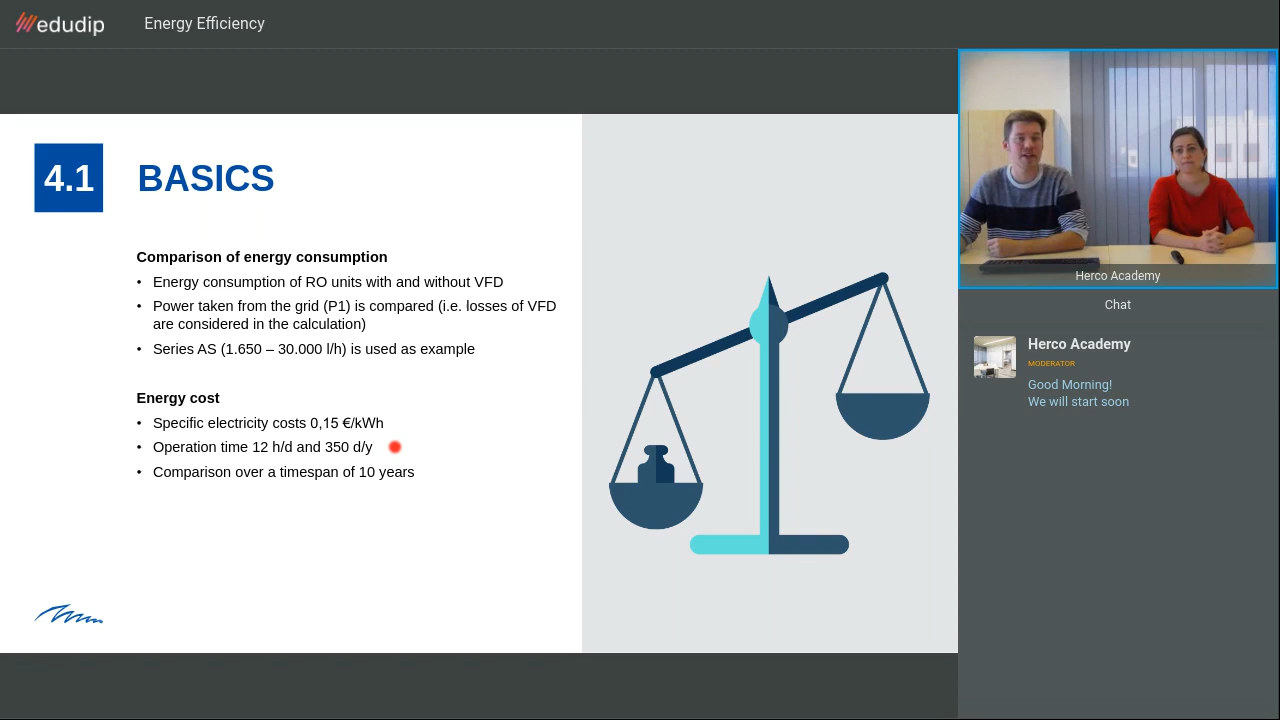 edudip
Energy Efficiency
4.1
BASICS
Comparison of energy consumption
• Energy consumption of RO units with and without VFD
• Power taken from the grid (P1) is compared (i.e. losses of VFD
are considered in the calculation)
• Series AS (1.650 – 30.000 l/h) is used as example
Energy cost
• Specific electricity costs 0,15 €/kWh
• Operation time 12 h/d and 350 d/y
• Comparison over a timespan of 10 years
Herco Academy
Chat
Herco Academy
MODERATOR
Good Morning!
We will start soon